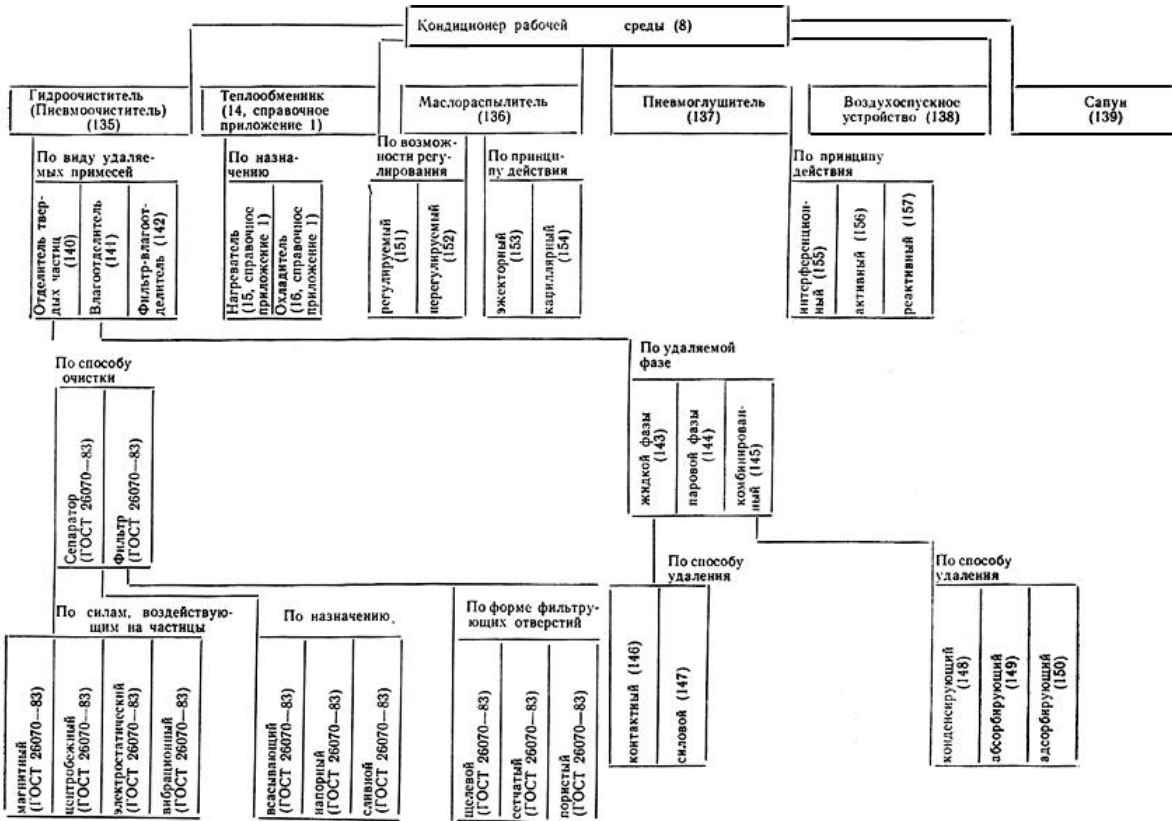 Кондиционер рабочей среды (8)
Гидроочиститель
(Пневмоочиститель)
(135)
Теплообменник
(14, справочное
приложение 1)
Маслораспылитель
(136)
Пневмоглушитель
(137)
Воздухоспускное
устройство (138)
Сапун
(139)
По виду удаляе-
мых примесей
Отделитель твер-
дых частиц
(140)
Влагоотделитель
(141)
Фильтр-влагоот-
делитель (142)
По назна-
чению
Нагреватель
(15, справочное
приложение 1)
Охладитель
(16, справочное
приложение 1)
По возмож-
ности регу-
лирования
регулируемый
(151)
нерегулируемый
(152)
По принци-
пу действия
эжекторный
(153)
капиллярный
(154)
По принципу
действия
интерференцион-
ный (155)
активный (156)
реактивный (157)
По способу
очистки
Сепаратор
(ГОСТ 26070—83)
Фильтр
(ГОСТ 26070—83)
По удаляемой
фазе
жидкой фазы
(143)
паровой фазы
(144)
комбинирован-
ный (145)
По силам, воздействую-
щим на частицы
магнитный
(ГОСТ 26070—83)
центробежный
(ГОСТ 26070—83)
электростатический
(ГОСТ 26070—83)
вибрационный
(ГОСТ 26070—83)
По назначению
всасывающий
(ГОСТ 26070—83)
напорный
(ГОСТ 26070—83)
сливной
(ГОСТ 26070—83)
По форме фильтру-
ющих отверстий
щелевой
(ГОСТ 26070—83)
сетчатый
(ГОСТ 26070—83)
пористый
(ГОСТ 26070—83)
По способу
удаления
контактный (146)
силовой (147)
По способу
удаления
конденсирующий
(148)
абсорбирующий
(149)
адсорбирующий
(150)